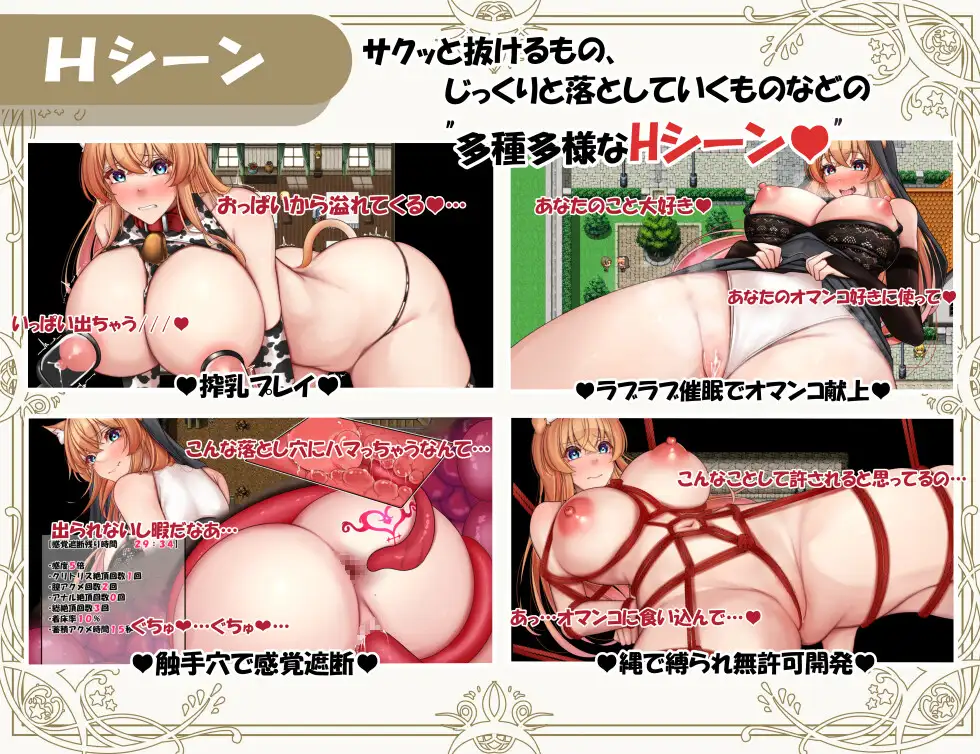 Hシーン
サクッと抜けるもの、
じっくりと落としていくものなどの
"多種多様なHシーン♥"
おっぱいから溢れてくる♥…
いっぱい出ちゃう///♥
♥搾乳プレイ♥
あなたのこと大好き♥
あなたのオマンコ好きに使って♥
♥ラブラブ催眠でオマンコ献上♥
こんな落とし穴にハマっちゃうなんて…
出られないし暇だなあ…
【感覚遮断残り時間 29:34】
・感度5倍
・クリトリス絶頂回数1回
・膣アクメ回数2回
・アナル絶頂回数0回
・総絶頂回数3回
・着床率10%
・蓄積アクメ時間15秒
ぐちゅ♥…ぐちゅ♥…
♥触手穴で感覚遮断♥
こんなことして許されると思ってるの…
あっ…オマンコに食い込んで…♥
♥縄で縛られ無許可開発♥